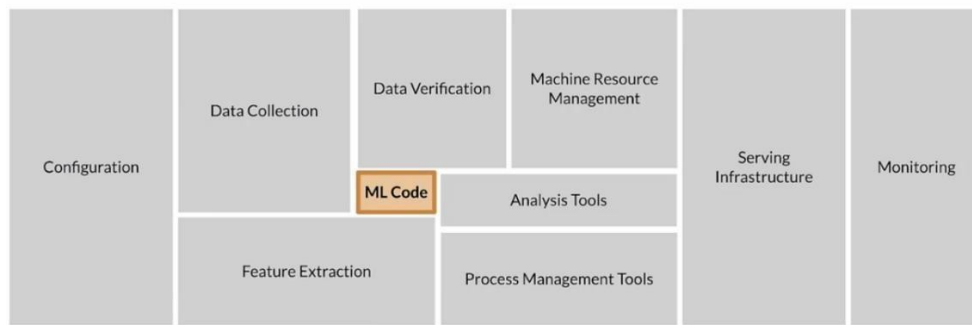 Configuration
Data Collection
Data Verification
Machine Resource
Management
ML Code
Analysis Tools
Feature Extraction
Process Management Tools
Serving
Infrastructure
Monitoring